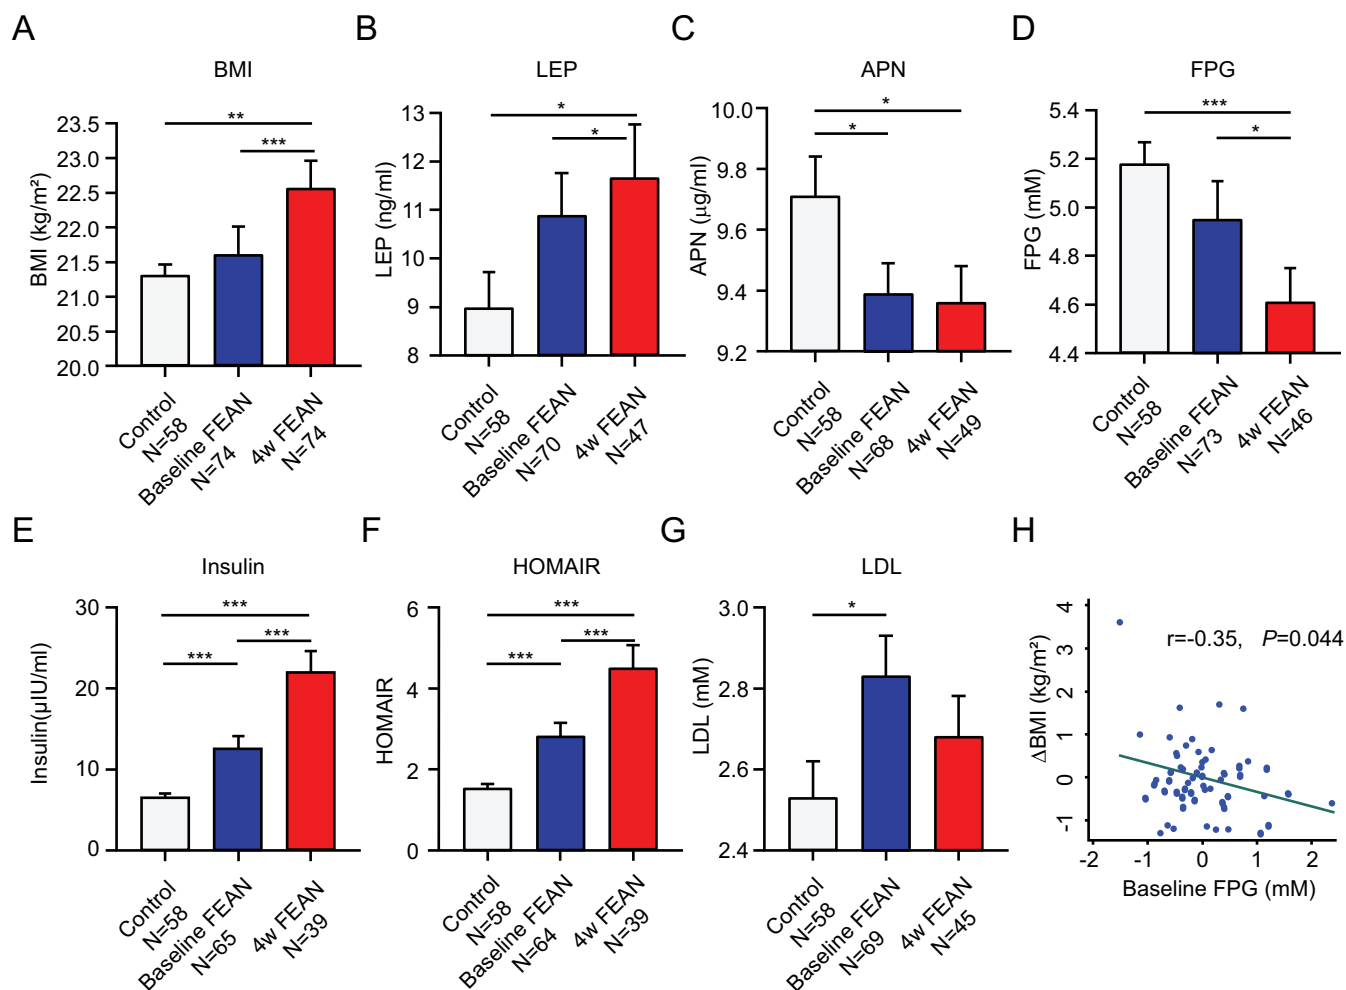 A
BMI
BMI (kg/m²)
23.5
23.0
22.5
22.0
21.5
21.0
20.5
20.0
**
***
Control
N=58
Baseline FEAN
N=74
4w FEAN
N=74
B
LEP
LEP (ng/ml)
13
12
11
10
9
8
*
*
Control
N=58
Baseline FEAN
N=70
4w FEAN
N=47
C
APN
APN (μg/ml)
10.0
9.8
9.6
9.4
9.2
*
*
Control
N=58
Baseline FEAN
N=68
4w FEAN
N=49
D
FPG
FPG (mM)
5.4
5.2
5.0
4.8
4.6
4.4
***
*
Control
N=58
Baseline FEAN
N=73
4w FEAN
N=46
E
Insulin
Insulin(μIU/ml)
30
20
10
0
***
***
***
Control
N=58
Baseline FEAN
N=65
4w FEAN
N=39
F
HOMAIR
HOMAIR
6
4
2
0
***
***
***
Control
N=58
Baseline FEAN
N=64
4w FEAN
N=39
G
LDL
LDL (mM)
3.0
2.8
2.6
2.4
*
Control
N=58
Baseline FEAN
N=69
4w FEAN
N=45
H
ΔBMI (kg/m²)
4
3
2
1
0
-1
r=-0.35, P=0.044
-2 -1 0 1 2
Baseline FPG (mM)